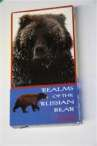 REALMS
OF THE
RUSSIAN
BEAR